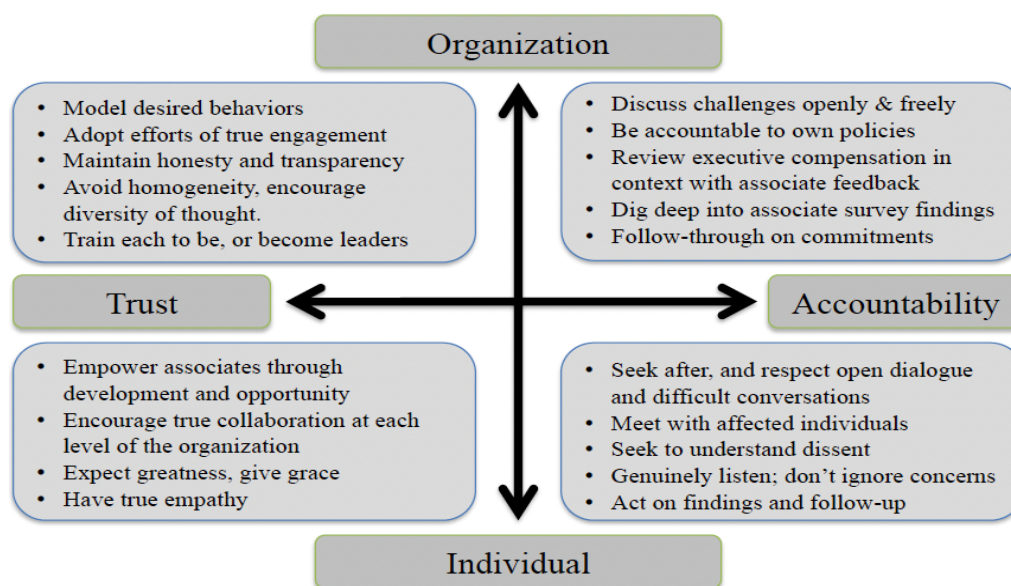 Organization
• Model desired behaviors
• Adopt efforts of true engagement
• Maintain honesty and transparency
• Avoid homogeneity, encourage
diversity of thought.
• Train each to be, or become leaders
• Discuss challenges openly & freely
• Be accountable to own policies
• Review executive compensation in
context with associate feedback
• Dig deep into associate survey findings
• Follow-through on commitments
Trust
Accountability
• Empower associates through
development and opportunity
• Encourage true collaboration at each
level of the organization
• Expect greatness, give grace
• Have true empathy
• Seek after, and respect open dialogue
and difficult conversations
• Meet with affected individuals
• Seek to understand dissent
• Genuinely listen; don’t ignore concerns
• Act on findings and follow-up
Individual